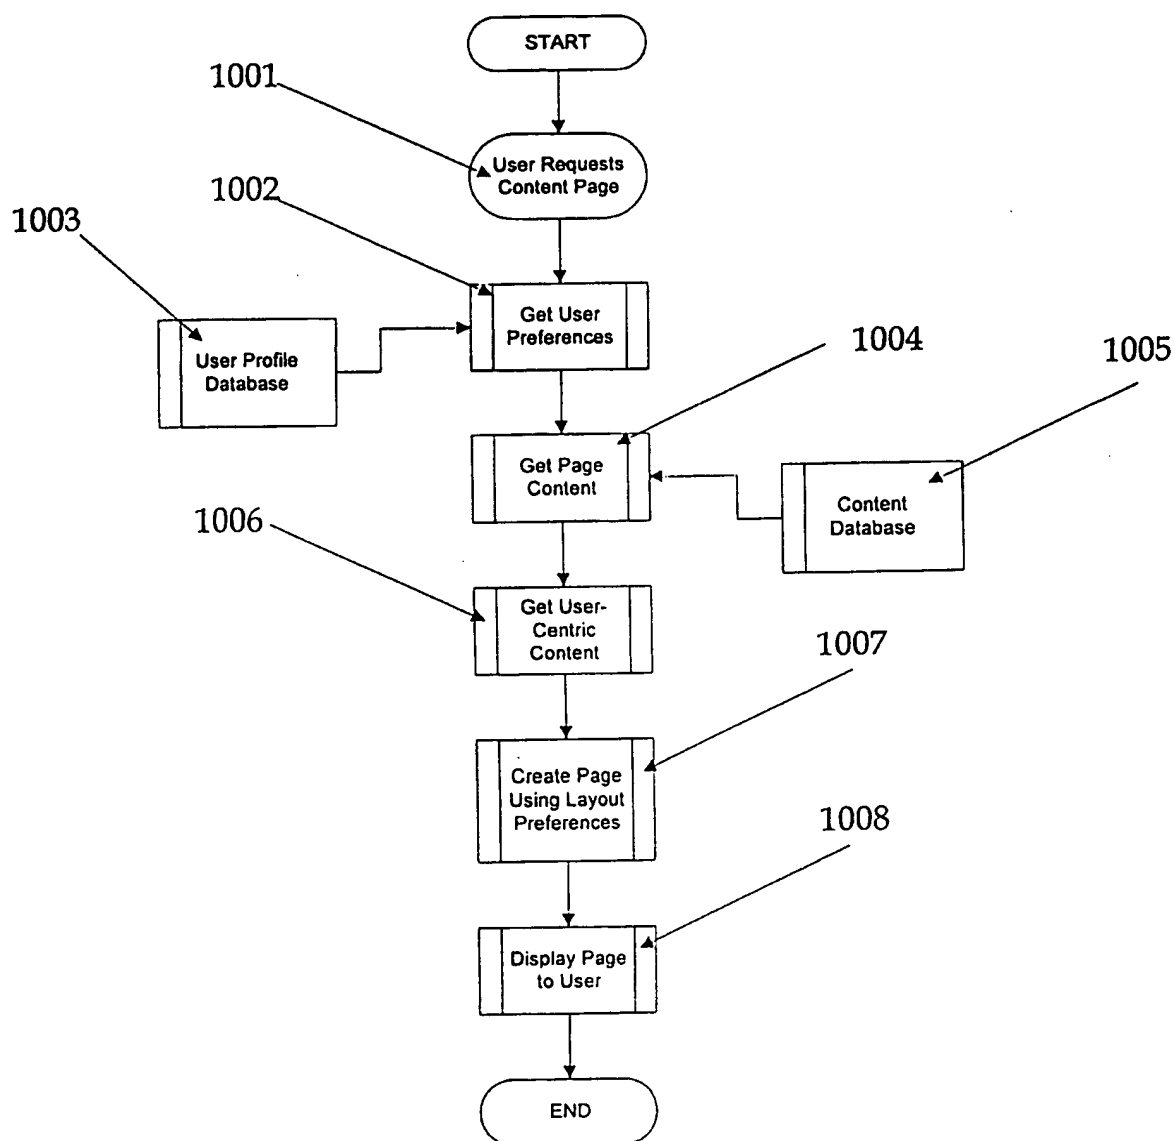 START
1001
User Requests
Content Page
1002
1003
Get User
Preferences
User Profile
Database
1004
1005
Get Page
Content
Content
Database
1006
Get User-
Centric
Content
1007
Create Page
Using Layout
Preferences
1008
Display Page
to User
END